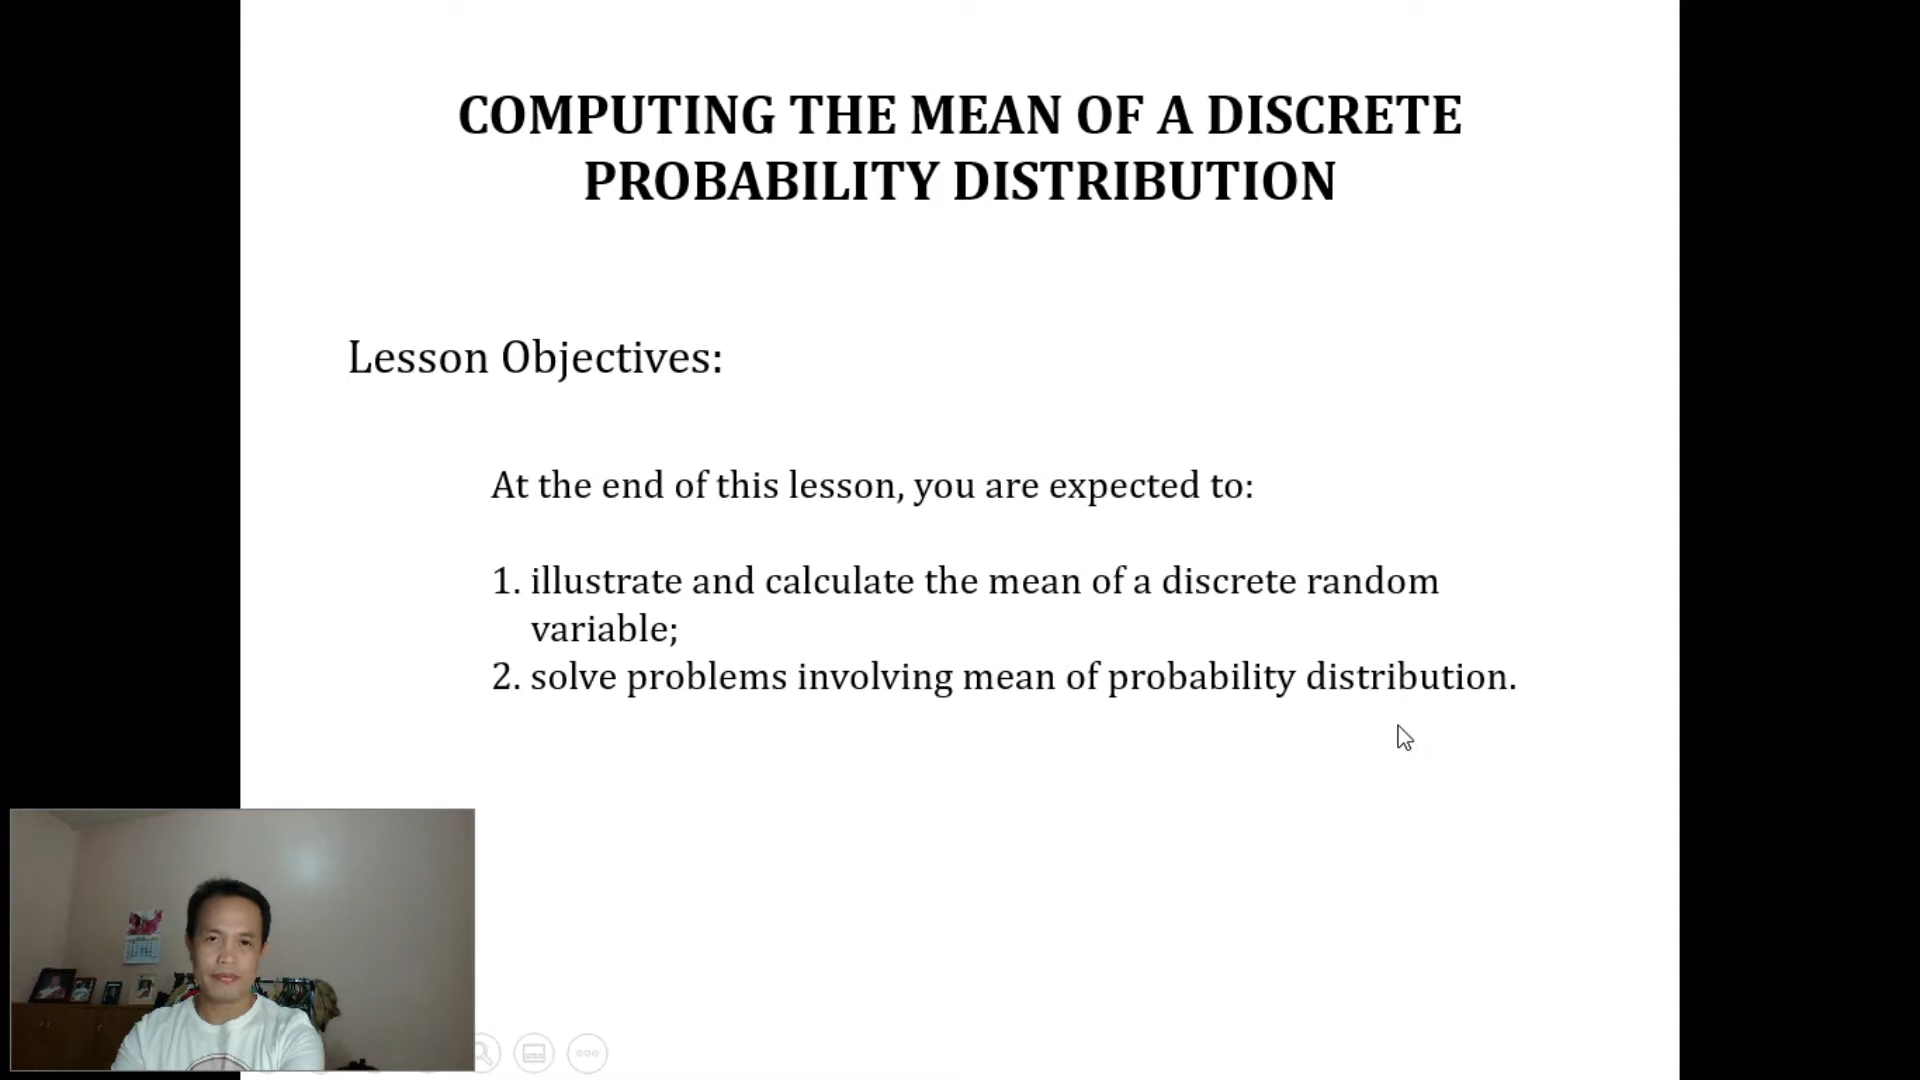 COMPUTING THE MEAN OF A DISCRETE
PROBABILITY DISTRIBUTION
Lesson Objectives:
At the end of this lesson, you are expected to:
1. illustrate and calculate the mean of a discrete random
variable;
2. solve problems involving mean of probability distribution.